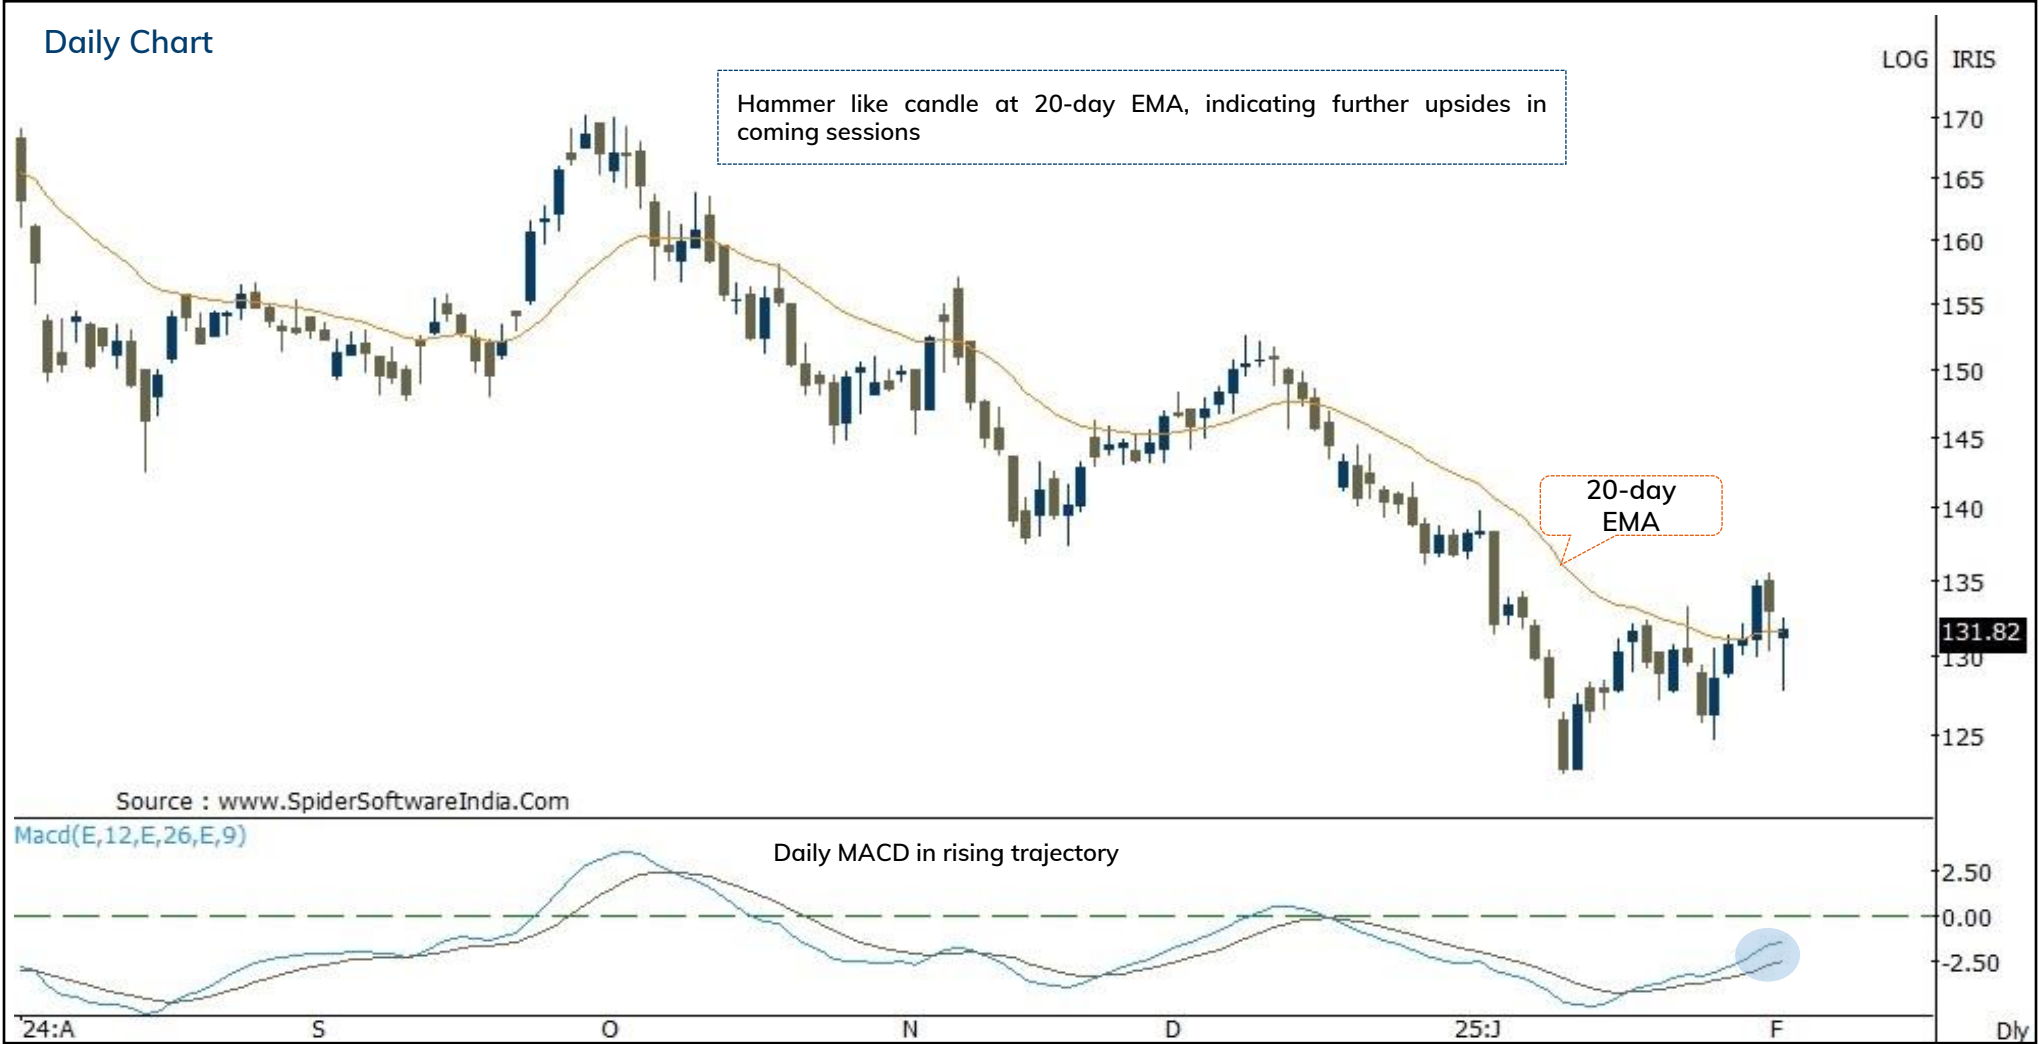 Daily Chart
LOG IRIS
Hammer like candle at 20-day EMA, indicating further upsides in
coming sessions
170
165
160
155
150
145
140
20-day
EMA
135
131.82
130
125
Source : www.SpiderSoftwareIndia.Com
Macd(E,12,E,26,E,9)
Daily MACD in rising trajectory
2.50
0.00
-2.50
'24:A S O N D 25:J F Dly